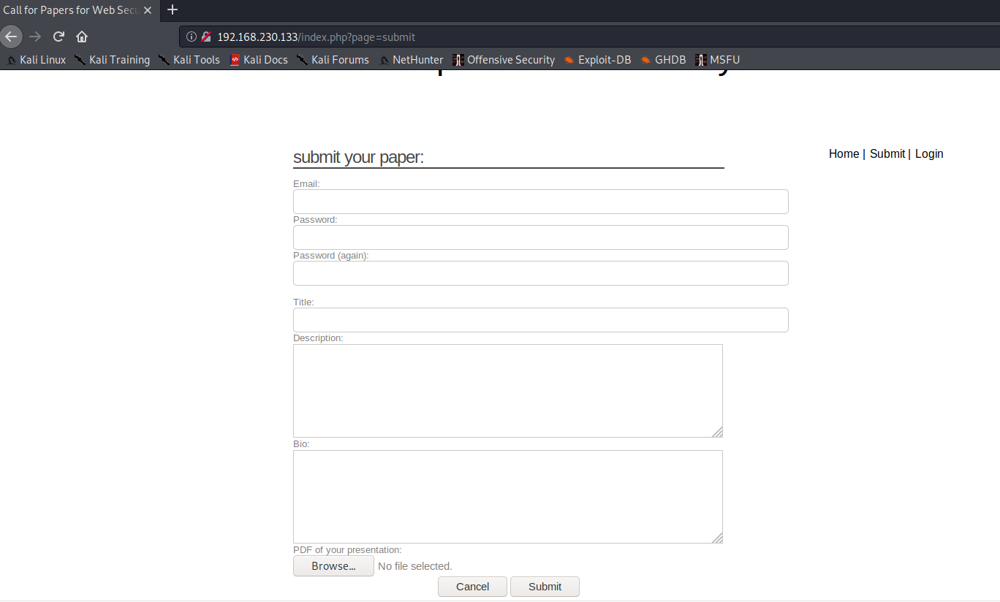 Call for Papers for Web Secu
192.168.230.133/index.php?page=submit
Kali Linux Kali Training Kali Tools Kali Docs Kali Forums NetHunter Offensive Security Exploit-DB GHDB MSFU
submit your paper:
Home | Submit | Login
Email:
Password:
Password (again):
Title:
Description:
Bio:
PDF of your presentation:
Browse... No file selected.
Cancel Submit